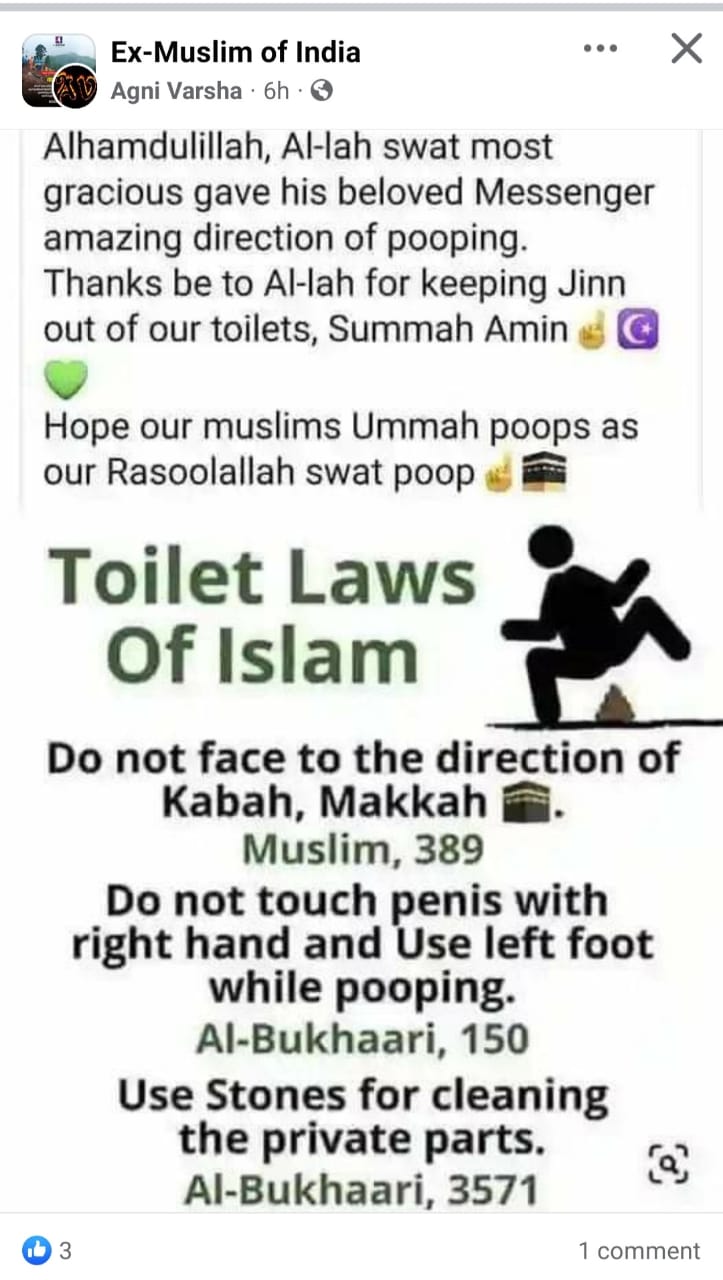 Ex-Muslim of India
Agni Varsha · 6h ·
Alhamdulillah, Al-lah swat most
gracious gave his beloved Messenger
amazing direction of pooping.
Thanks be to Al-lah for keeping Jinn
out of our toilets, Summah Amin☝️☪️
💚
Hope our muslims Ummah poops as
our Rasoolallah swat poop☝️🕋
Toilet Laws
Of Islam
Do not face to the direction of
Kabah, Makkah 🕋.
Muslim, 389
Do not touch penis with
right hand and Use left foot
while pooping.
Al-Bukhaari, 150
Use Stones for cleaning
the private parts.
Al-Bukhaari, 3571
3
1 comment